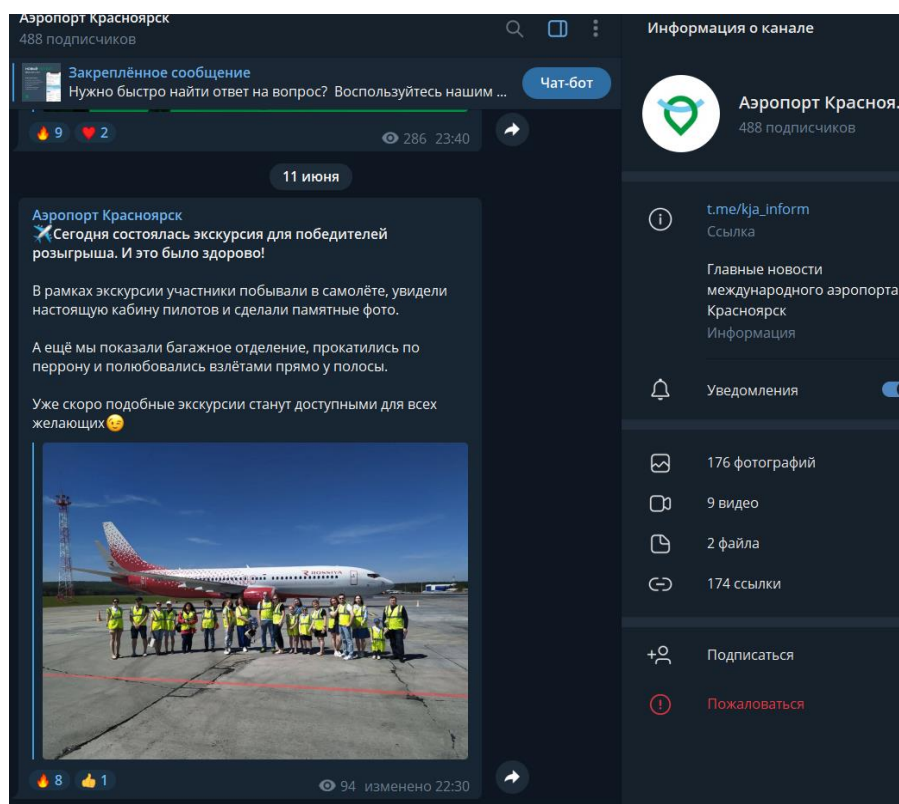 Аэропорт Красноярск
488 подписчиков
Закреплённое сообщение
Нужно быстро найти ответ на вопрос? Воспользуйтесь нашим ...
Чат-бот
9 2
286 23:40
11 июня
Аэропорт Красноярск
✈️Сегодня состоялась экскурсия для победителей
розыгрыша. И это было здорово!
В рамках экскурсии участники побывали в самолёте, увидели
настоящую кабину пилотов и сделали памятные фото.
А ещё мы показали багажное отделение, прокатились по
перрону и полюбовались взлётами прямо у полосы.
Уже скоро подобные экскурсии станут доступными для всех
желающих😉
ROSSIYA
8 1
94 изменено 22:30
Информация о канале
Аэропорт Красноя.
488 подписчиков
t.me/kja_inform
Ссылка
Главные новости
международного аэропорта
Красноярск
Информация
Уведомления
176 фотографий
9 видео
2 файла
174 ссылки
Подписаться
Пожаловаться